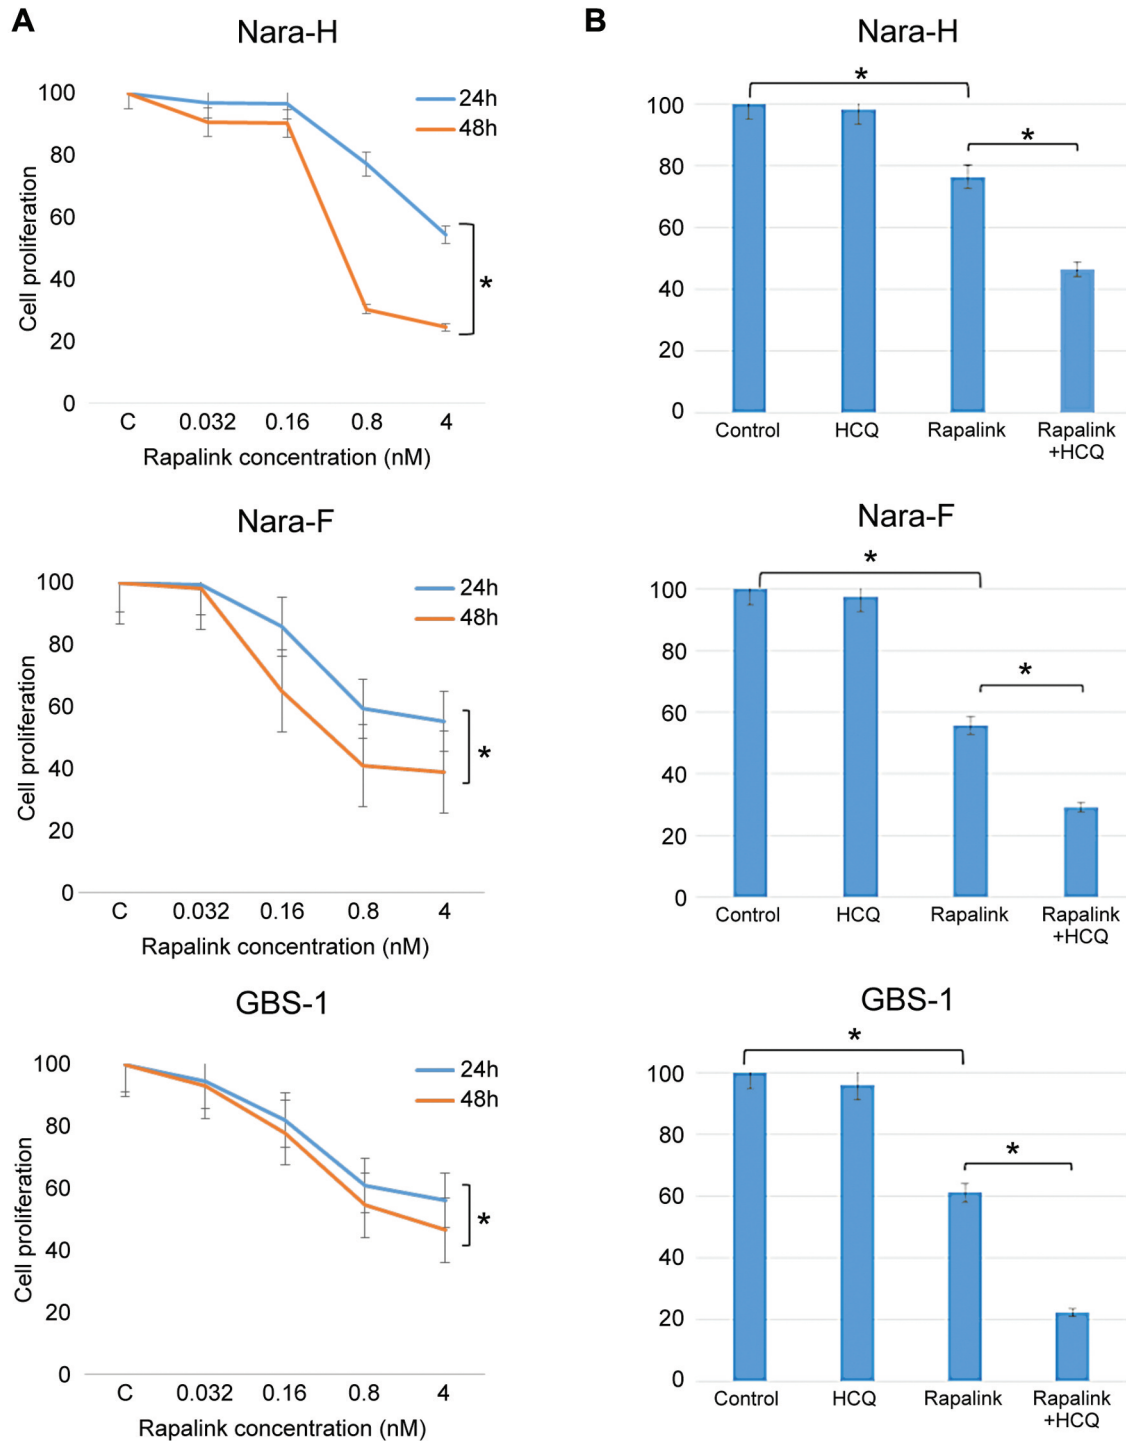 A
Nara-H
100
80
60
40
20
0
Cell proliferation
24h
48h
*
C 0.032 0.16 0.8 4
Rapalink concentration (nM)
Nara-F
100
80
60
40
20
0
Cell proliferation
24h
48h
*
C 0.032 0.16 0.8 4
Rapalink concentration (nM)
GBS-1
100
80
60
40
20
0
Cell proliferation
24h
48h
*
C 0.032 0.16 0.8 4
Rapalink concentration (nM)
B
Nara-H
*
*
100
80
60
40
20
0
Control HCQ Rapalink Rapalink
+HCQ
Nara-F
*
*
100
80
60
40
20
0
Control HCQ Rapalink Rapalink
+HCQ
GBS-1
*
*
100
80
60
40
20
0
Control HCQ Rapalink Rapalink
+HCQ